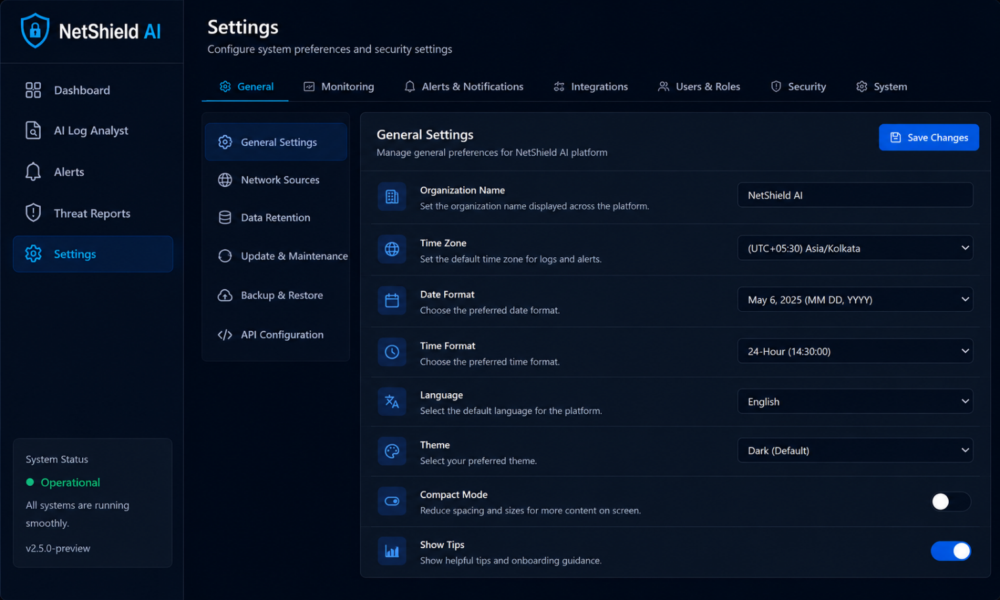 NetShield AI
Dashboard
AI Log Analyst
Alerts
Threat Reports
Settings
System Status
Operational
All systems are running
smoothly.
v2.5.0-preview
Settings
Configure system preferences and security settings
General
Monitoring
Alerts & Notifications
Integrations
Users & Roles
Security
System
General Settings
Network Sources
Data Retention
Update & Maintenance
Backup & Restore
API Configuration
General Settings
Manage general preferences for NetShield AI platform
Save Changes
Organization Name
Set the organization name displayed across the platform.
NetShield AI
Time Zone
Set the default time zone for logs and alerts.
(UTC+05:30) Asia/Kolkata
Date Format
Choose the preferred date format.
May 6, 2025 (MM DD, YYYY)
Time Format
Choose the preferred time format.
24-Hour (14:30:00)
Language
Select the default language for the platform.
English
Theme
Select your preferred theme.
Dark (Default)
Compact Mode
Reduce spacing and sizes for more content on screen.
Show Tips
Show helpful tips and onboarding guidance.